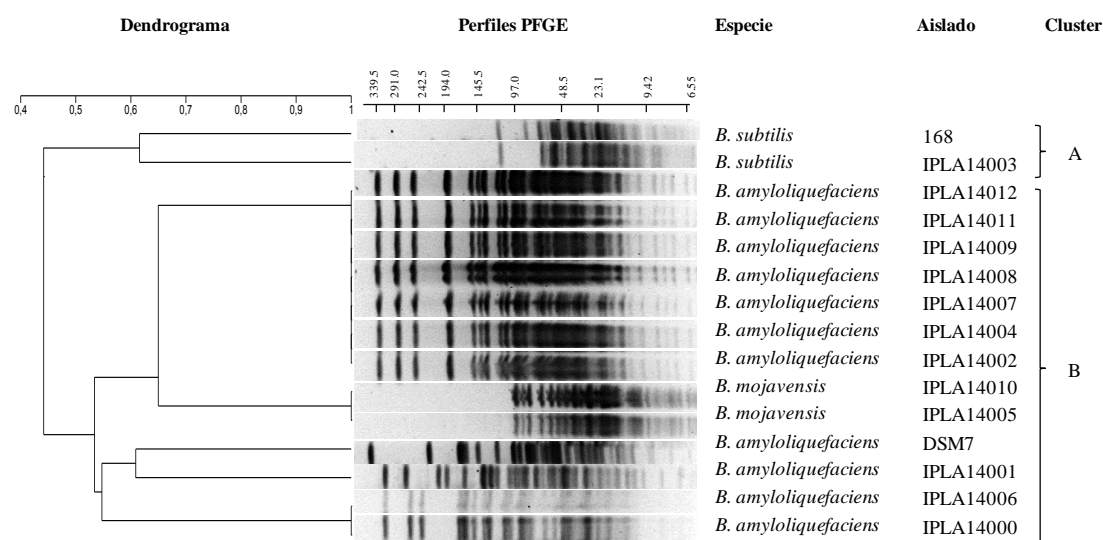 Dendrograma Perfiles PFGE Especie Aislado Cluster
339.5 291.0 242.5 194.0 145.5 97.0 48.5 23.1 9.42 6.55
0,4 0,5 0,6 0,7 0,8 0,9 1
B. subtilis 168
A
B. subtilis IPLA14003
B. amyloliquefaciens IPLA14012
B. amyloliquefaciens IPLA14011
B. amyloliquefaciens IPLA14009
B. amyloliquefaciens IPLA14008
B. amyloliquefaciens IPLA14007
B. amyloliquefaciens IPLA14004
B. amyloliquefaciens IPLA14002
B
B. mojavensis IPLA14010
B. mojavensis IPLA14005
B. amyloliquefaciens DSM7
B. amyloliquefaciens IPLA14001
B. amyloliquefaciens IPLA14006
B. amyloliquefaciens IPLA14000